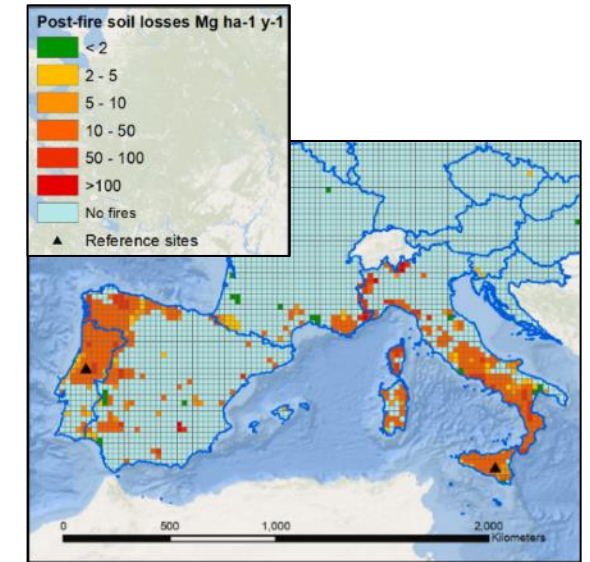 Post-fire soil losses Mg ha-1 y-1
< 2
2 - 5
5 - 10
10 - 50
50 - 100
>100
No fires
Reference sites
0 500 1,000 2,000
Kilometers